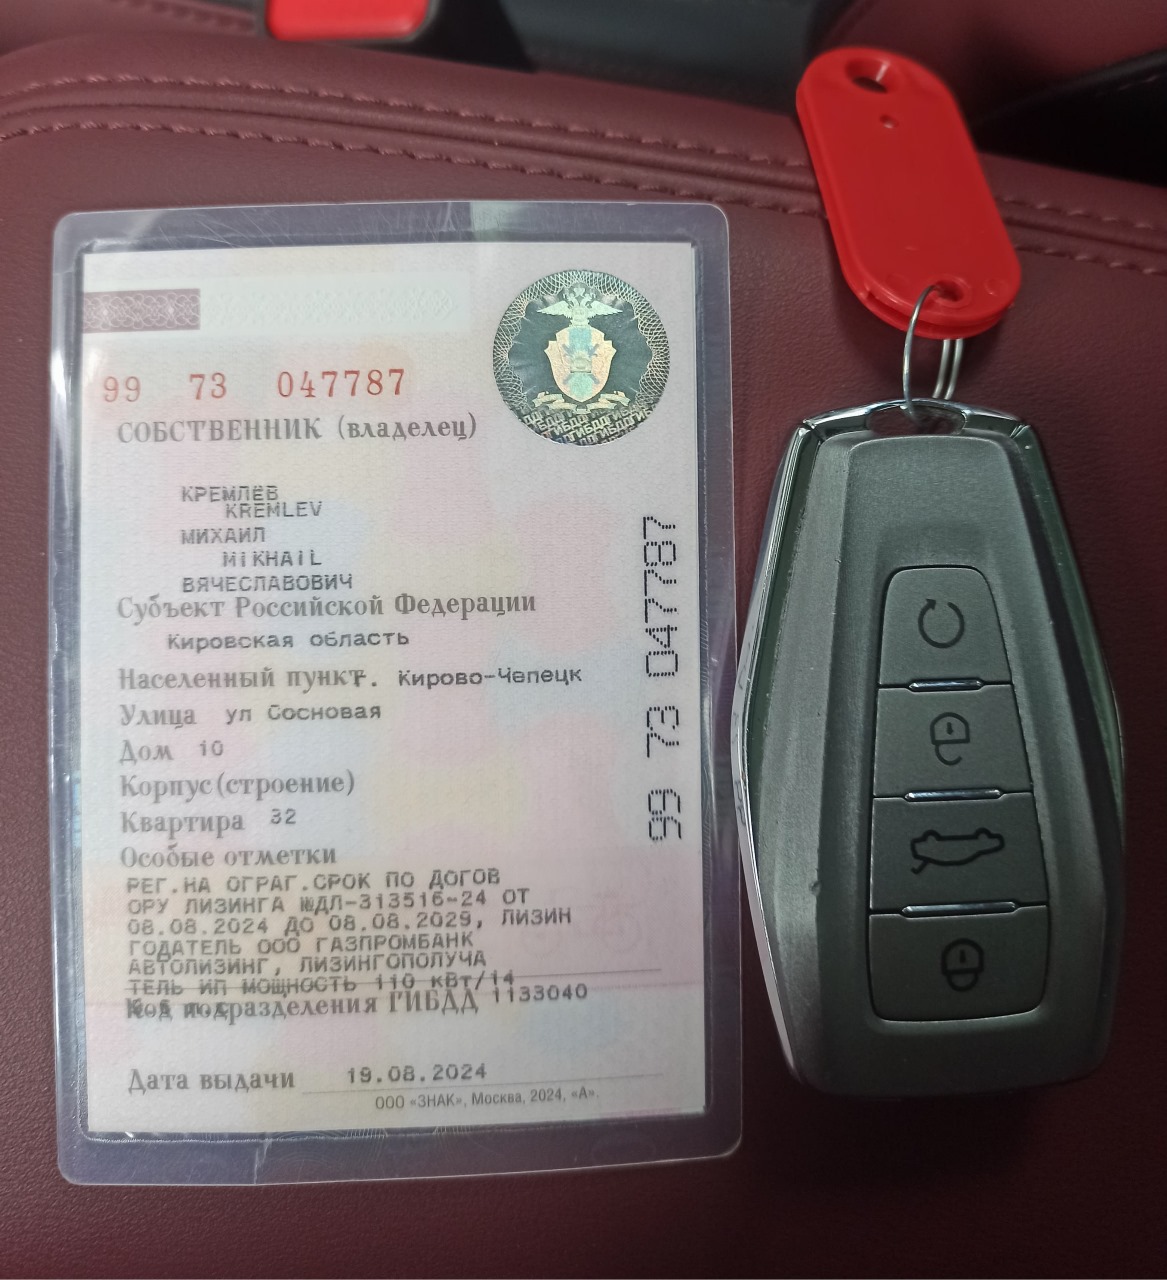 99 73 047787
СОБСТВЕННИК (владелец)
КРЕМЛЕВ
KREMLEV
МИХАИЛ
MIKHAIL
ВЯЧЕСЛАВОВИЧ
Субъект Российской Федерации
Кировская область
Населенный пункт. Кирово-Чепецк
Улица ул Сосновая
Дом 10
Корпус(строение)
Квартира 32
Особые отметки
РЕГ.НА ОГРАГ.СРОК ПО ДОГОВ
ОРУ ЛИЗИНГА №ДЛ-313516-24 ОТ
08.08.2024 ДО 08.08.2029, ЛИЗИН
ГОДАТЕЛЬ ООО ГАЗПРОМБАНК
АВТОЛИЗИНГ, ЛИЗИНГОПОЛУЧА
ТЕЛЬ ИП МОЩНОСТЬ 110 кВт/14
Код подразделения ГИБДД 1133040
Дата выдачи 19.08.2024
ООО «ЗНАК», Москва, 2024, «А».
99 73 047787